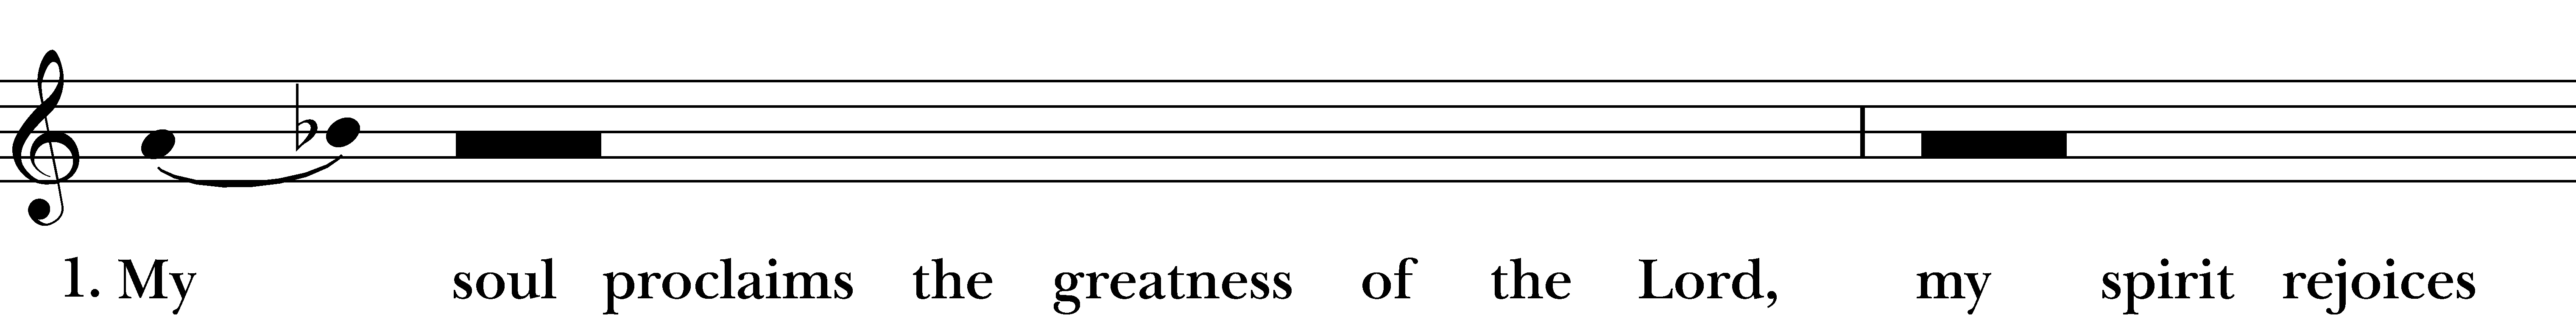 1. My soul proclaims the greatness of the Lord, my spirit rejoices